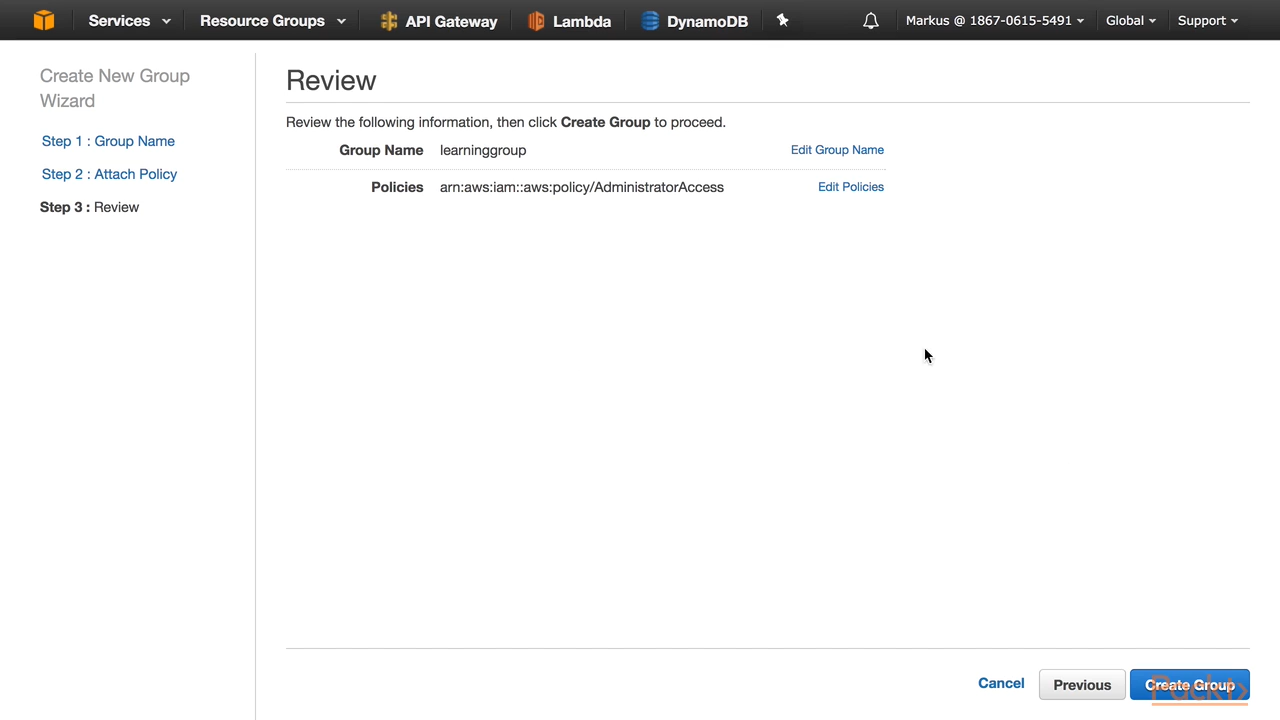 Services Resource Groups API Gateway Lambda DynamoDB Markus @ 1867-0615-5491 Global Support
Create New Group
Wizard
Step 1 : Group Name
Step 2 : Attach Policy
Step 3 : Review
Review
Review the following information, then click Create Group to proceed.
Group Name learninggroup Edit Group Name
Policies arn:aws:iam::aws:policy/AdministratorAccess Edit Policies
Cancel Previous Create Group
Packt>